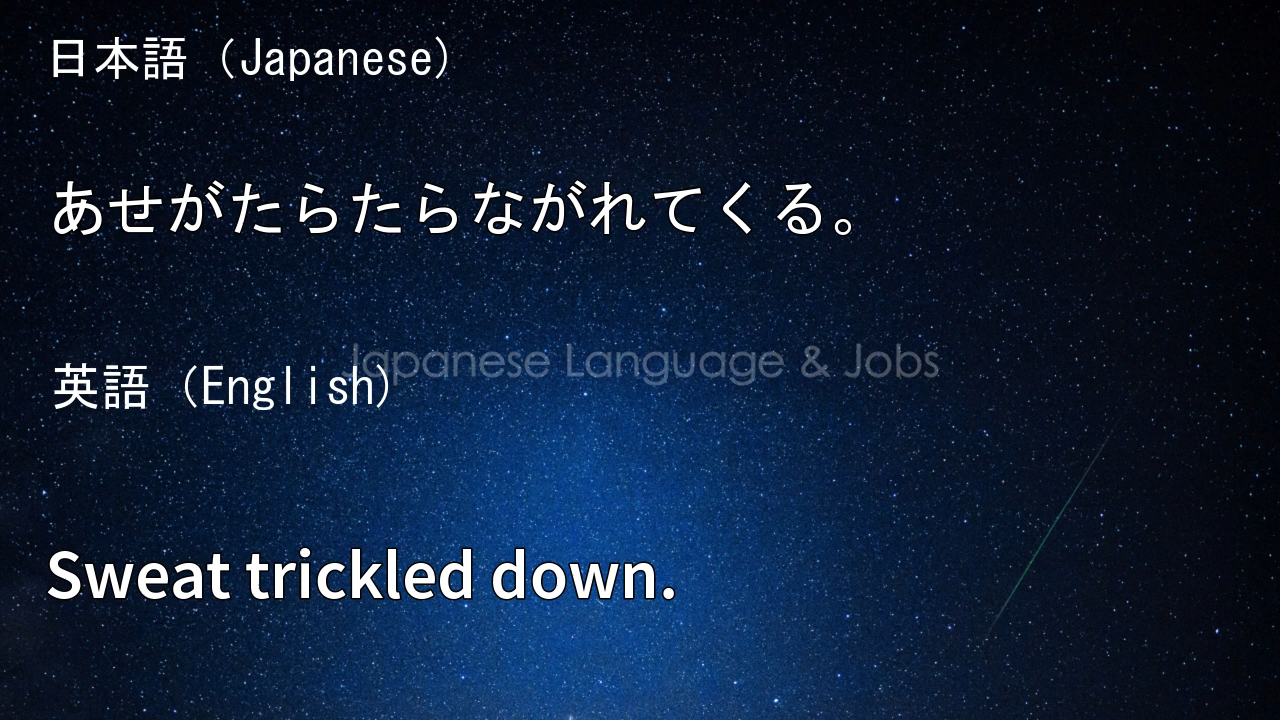 日本語 (Japanese)
あせがたらたらながれてくる。
Japanese Language & Jobs
英語 (English)
Sweat trickled down.